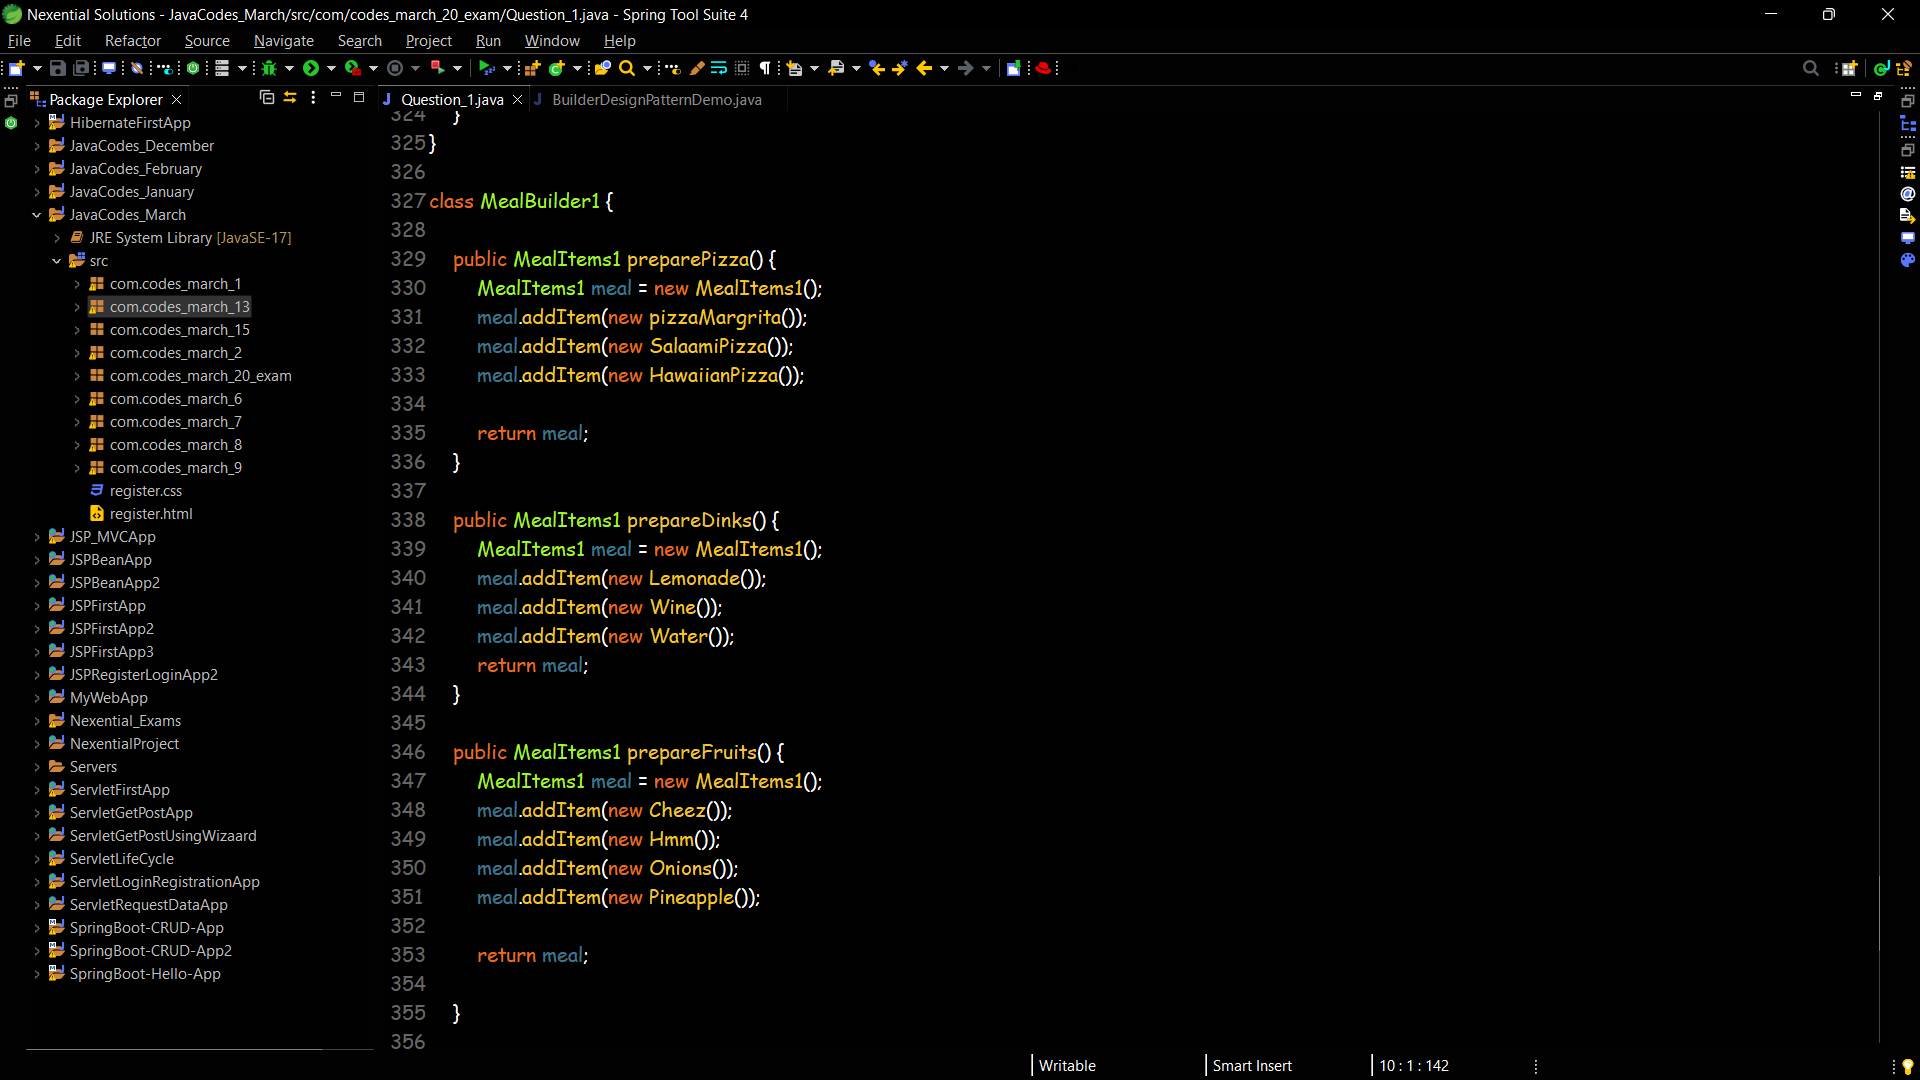 Nexential Solutions - JavaCodes_March/src/com/codes_march_20_exam/Question_1.java - Spring Tool Suite 4
File Edit Refactor Source Navigate Search Project Run Window Help
Package Explorer
HibernateFirstApp
JavaCodes_December
JavaCodes_February
JavaCodes_January
JavaCodes_March
JRE System Library [JavaSE-17]
src
com.codes_march_1
com.codes_march_13
com.codes_march_15
com.codes_march_2
com.codes_march_20_exam
com.codes_march_6
com.codes_march_7
com.codes_march_8
com.codes_march_9
register.css
register.html
JSP_MVCApp
JSPBeanApp
JSPBeanApp2
JSPFirstApp
JSPFirstApp2
JSPFirstApp3
JSPRegisterLoginApp2
MyWebApp
Nexential_Exams
NexentialProject
Servers
ServletFirstApp
ServletGetPostApp
ServletGetPostUsingWizaard
ServletLifeCycle
ServletLoginRegistrationApp
ServletRequestDataApp
SpringBoot-CRUD-App
SpringBoot-CRUD-App2
SpringBoot-Hello-App
Question_1.java BuilderDesignPatternDemo.java
324 }
325 }
326
327 class MealBuilder1 {
328
329 public MealItems1 preparePizza() {
330 MealItems1 meal = new MealItems1();
331 meal.addItem(new pizzaMargrita());
332 meal.addItem(new SalaamiPizza());
333 meal.addItem(new HawaiianPizza());
334
335 return meal;
336 }
337
338 public MealItems1 prepareDinks() {
339 MealItems1 meal = new MealItems1();
340 meal.addItem(new Lemonade());
341 meal.addItem(new Wine());
342 meal.addItem(new Water());
343 return meal;
344 }
345
346 public MealItems1 prepareFruits() {
347 MealItems1 meal = new MealItems1();
348 meal.addItem(new Cheez());
349 meal.addItem(new Hmm());
350 meal.addItem(new Onions());
351 meal.addItem(new Pineapple());
352
353 return meal;
354
355 }
356
Writable Smart Insert 10 : 1 : 142